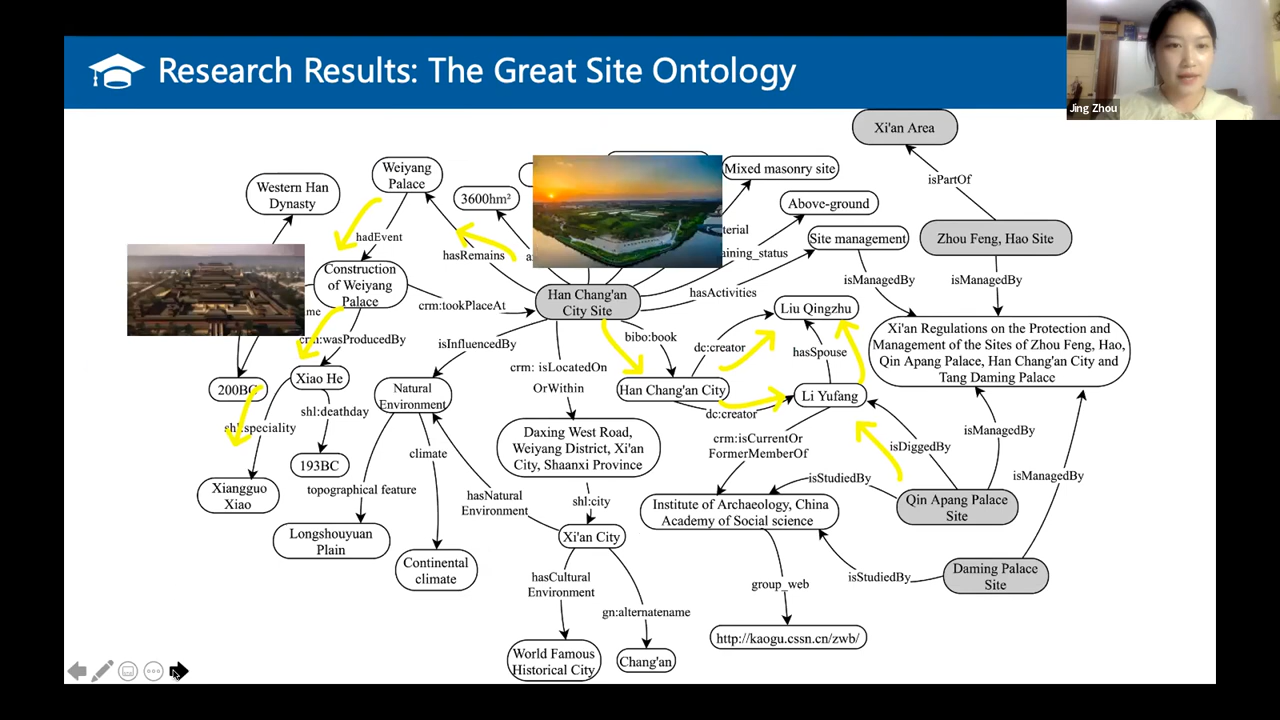 Research Results: The Great Site Ontology
Jing Zhou
Xi'an Area
isPartOf
Zhou Feng, Hao Site
Weiyang
Palace
Western Han
Dynasty
3600hm²
Mixed masonry site
Above-ground
Site management
hadEvent
hasRemains
isManagedBy
isManagedBy
Construction
of Weiyang
Palace
crm:tookPlaceAt
Han Chang'an
City Site
hasActivities
Liu Qingzhu
bibo:book
dc:creator
hasSpouse
Xi'an Regulations on the Protection and
Management of the Sites of Zhou Feng, Hao,
Qin Apang Palace, Han Chang'an City and
Tang Daming Palace
crm:wasProducedBy
isInfluencedBy
crm: isLocatedOn
OrWithin
200BC
Xiao He
Natural
Environment
Han Chang'an City
Li Yufang
dc:creator
shl:speciality
shl:deathday
193BC
climate
Daxing West Road,
Weiyang District, Xi'an
City, Shaanxi Province
crm:isCurrentOr
FormerMemberOf
isDiggedBy
isManagedBy
isManagedBy
Xiangguo
Xiao
topographical feature
hasNatural
Environment
shl:city
isStudiedBy
Institute of Archaeology, China
Academy of Social science
Qin Apang Palace
Site
Longshouyuan
Plain
Continental
climate
Xi'an City
isStudiedBy
Daming Palace
Site
hasCultural
Environment
gn:alternatename
group_web
World Famous
Historical City
Chang'an
http://kaogu.cssn.cn/zwb/